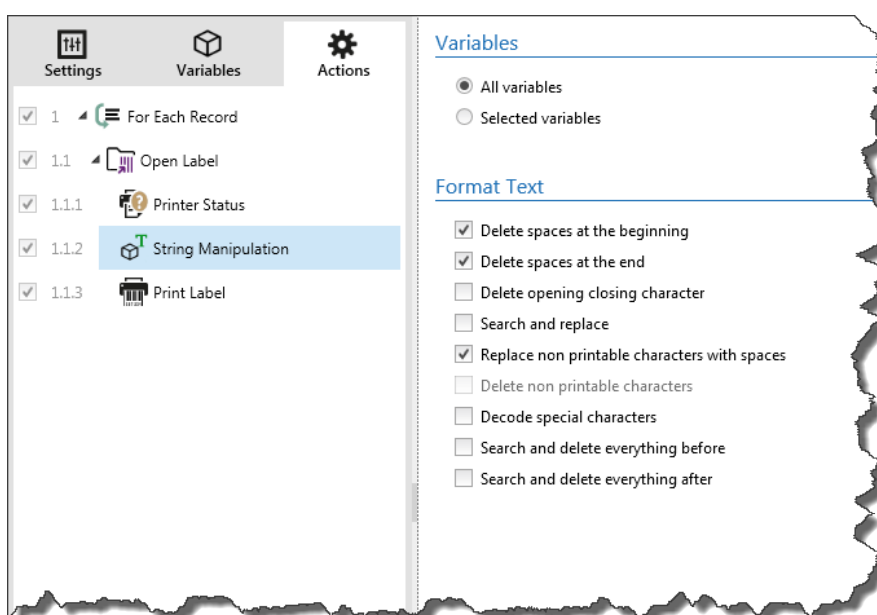 Settings
Variables
Actions
1 For Each Record
1.1 Open Label
1.1.1 Printer Status
1.1.2 String Manipulation
1.1.3 Print Label
Variables
All variables
Selected variables
Format Text
Delete spaces at the beginning
Delete spaces at the end
Delete opening closing character
Search and replace
Replace non printable characters with spaces
Delete non printable characters
Decode special characters
Search and delete everything before
Search and delete everything after